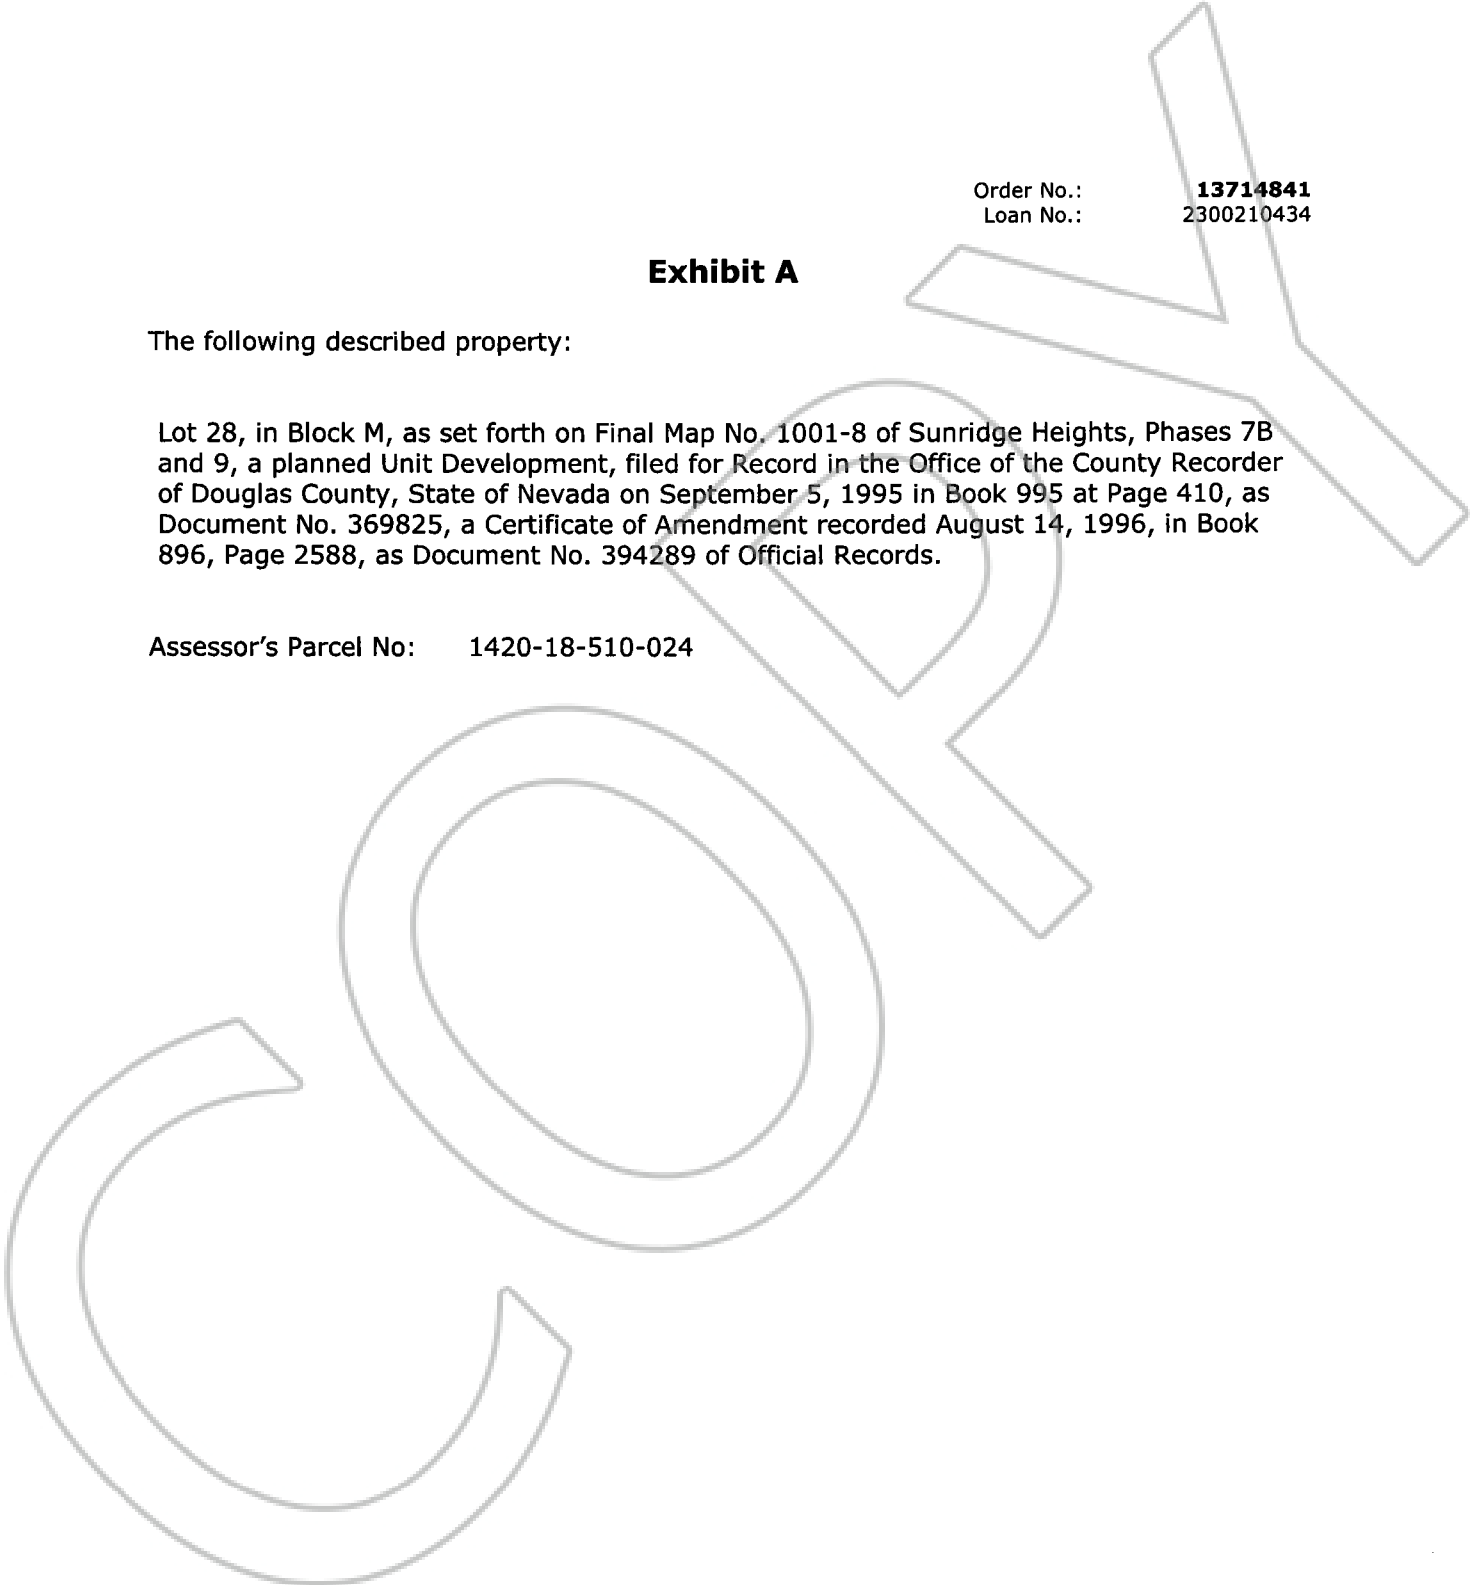 Order No.: 13714841
Loan No.: 2300210434
Exhibit A
The following described property:
Lot 28, in Block M, as set forth on Final Map No. 1001-8 of Sunridge Heights, Phases 7B
and 9, a planned Unit Development, filed for Record in the Office of the County Recorder
of Douglas County, State of Nevada on September 5, 1995 in Book 995 at Page 410, as
Document No. 369825, a Certificate of Amendment recorded August 14, 1996, in Book
896, Page 2588, as Document No. 394289 of Official Records.
Assessor's Parcel No: 1420-18-510-024
COPY